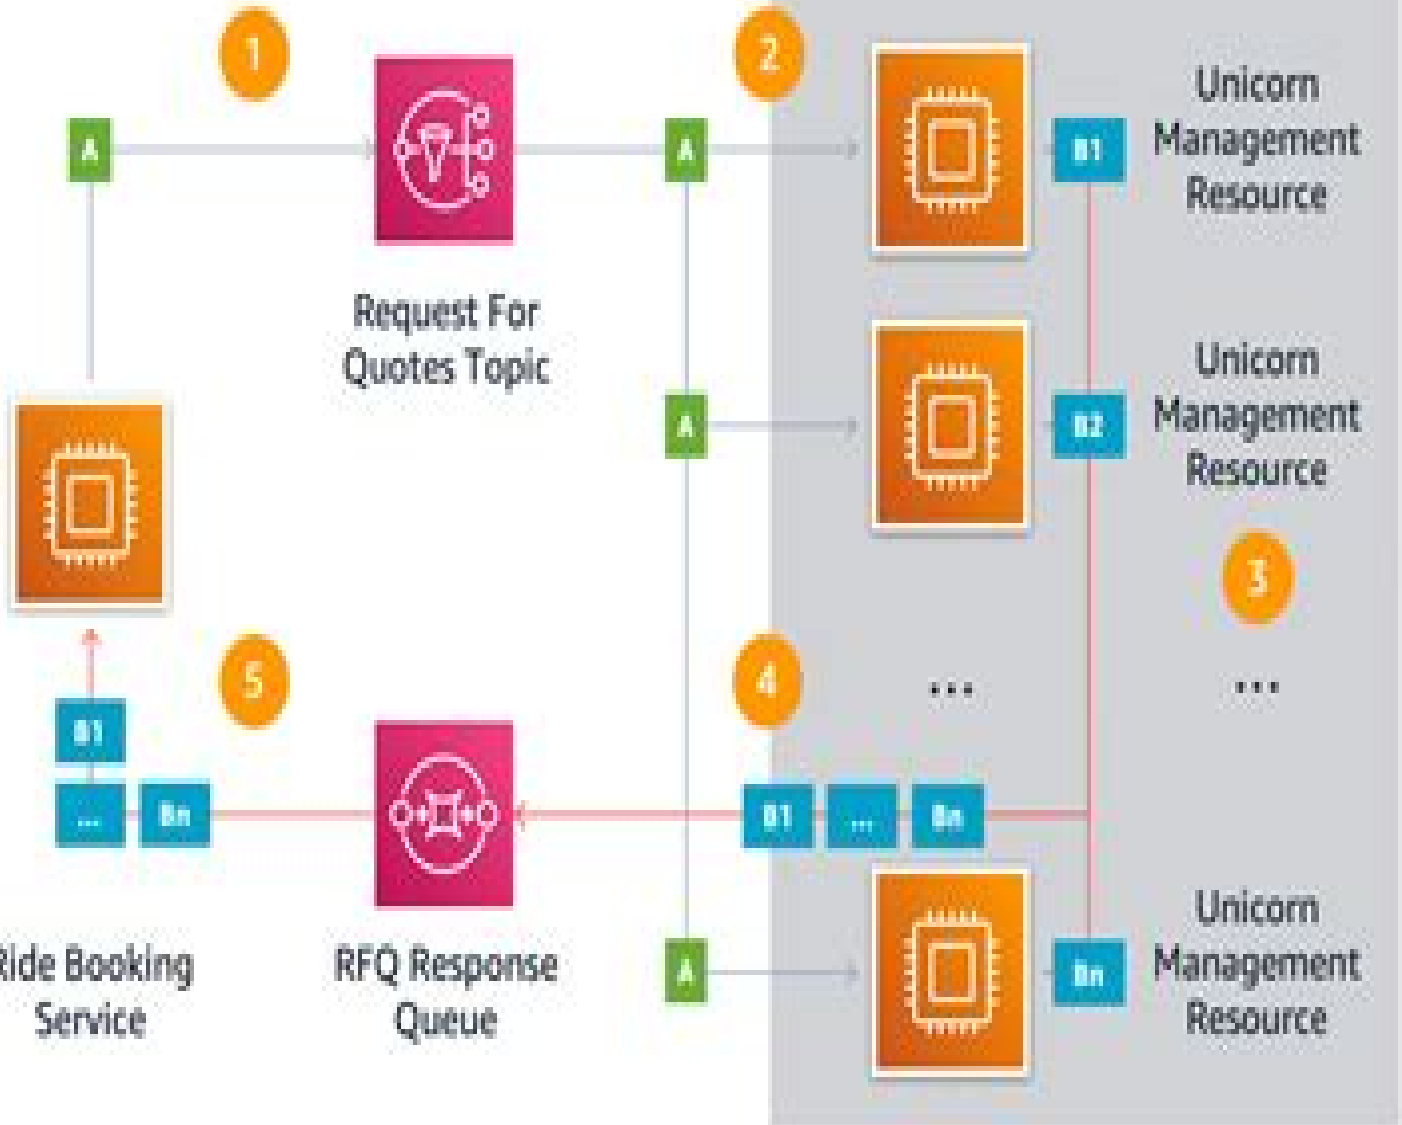 1
2
A
A
B1
Unicorn
Management
Resource
Request For
Quotes Topic
A
B2
Unicorn
Management
Resource
3
5
4
...
...
B1
...
Bn
B1
...
Bn
A
Bn
Unicorn
Management
Resource
Ride Booking
Service
RFQ Response
Queue